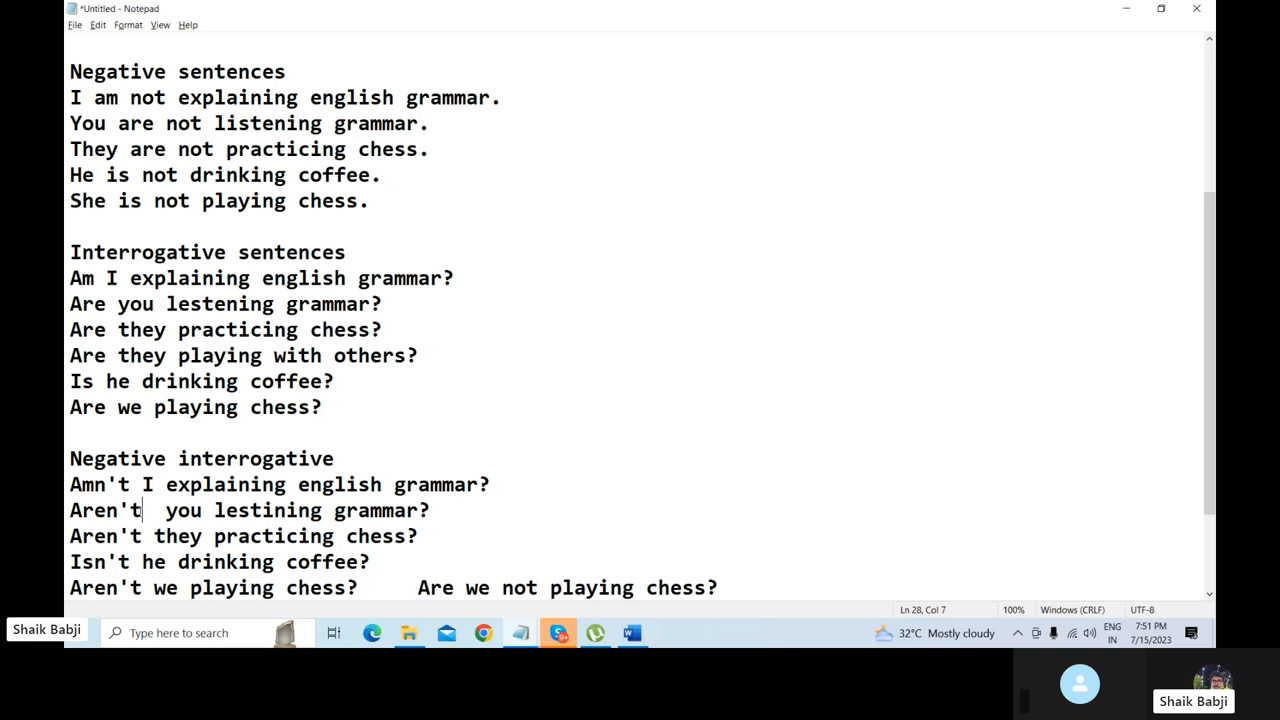 *Untitled - Notepad
File Edit Format View Help
Negative sentences
I am not explaining english grammar.
You are not listening grammar.
They are not practicing chess.
He is not drinking coffee.
She is not playing chess.
Interrogative sentences
Am I explaining english grammar?
Are you lestening grammar?
Are they practicing chess?
Are they playing with others?
Is he drinking coffee?
Are we playing chess?
Negative interrogative
Amn't I explaining english grammar?
Aren't you lestining grammar?
Aren't they practicing chess?
Isn't he drinking coffee?
Aren't we playing chess? Are we not playing chess?
Ln 28, Col 7 100% Windows (CRLF) UTF-8
Shaik Babji
Type here to search
32°C Mostly cloudy
ENG
IN
7:51 PM
7/15/2023
Shaik Babji